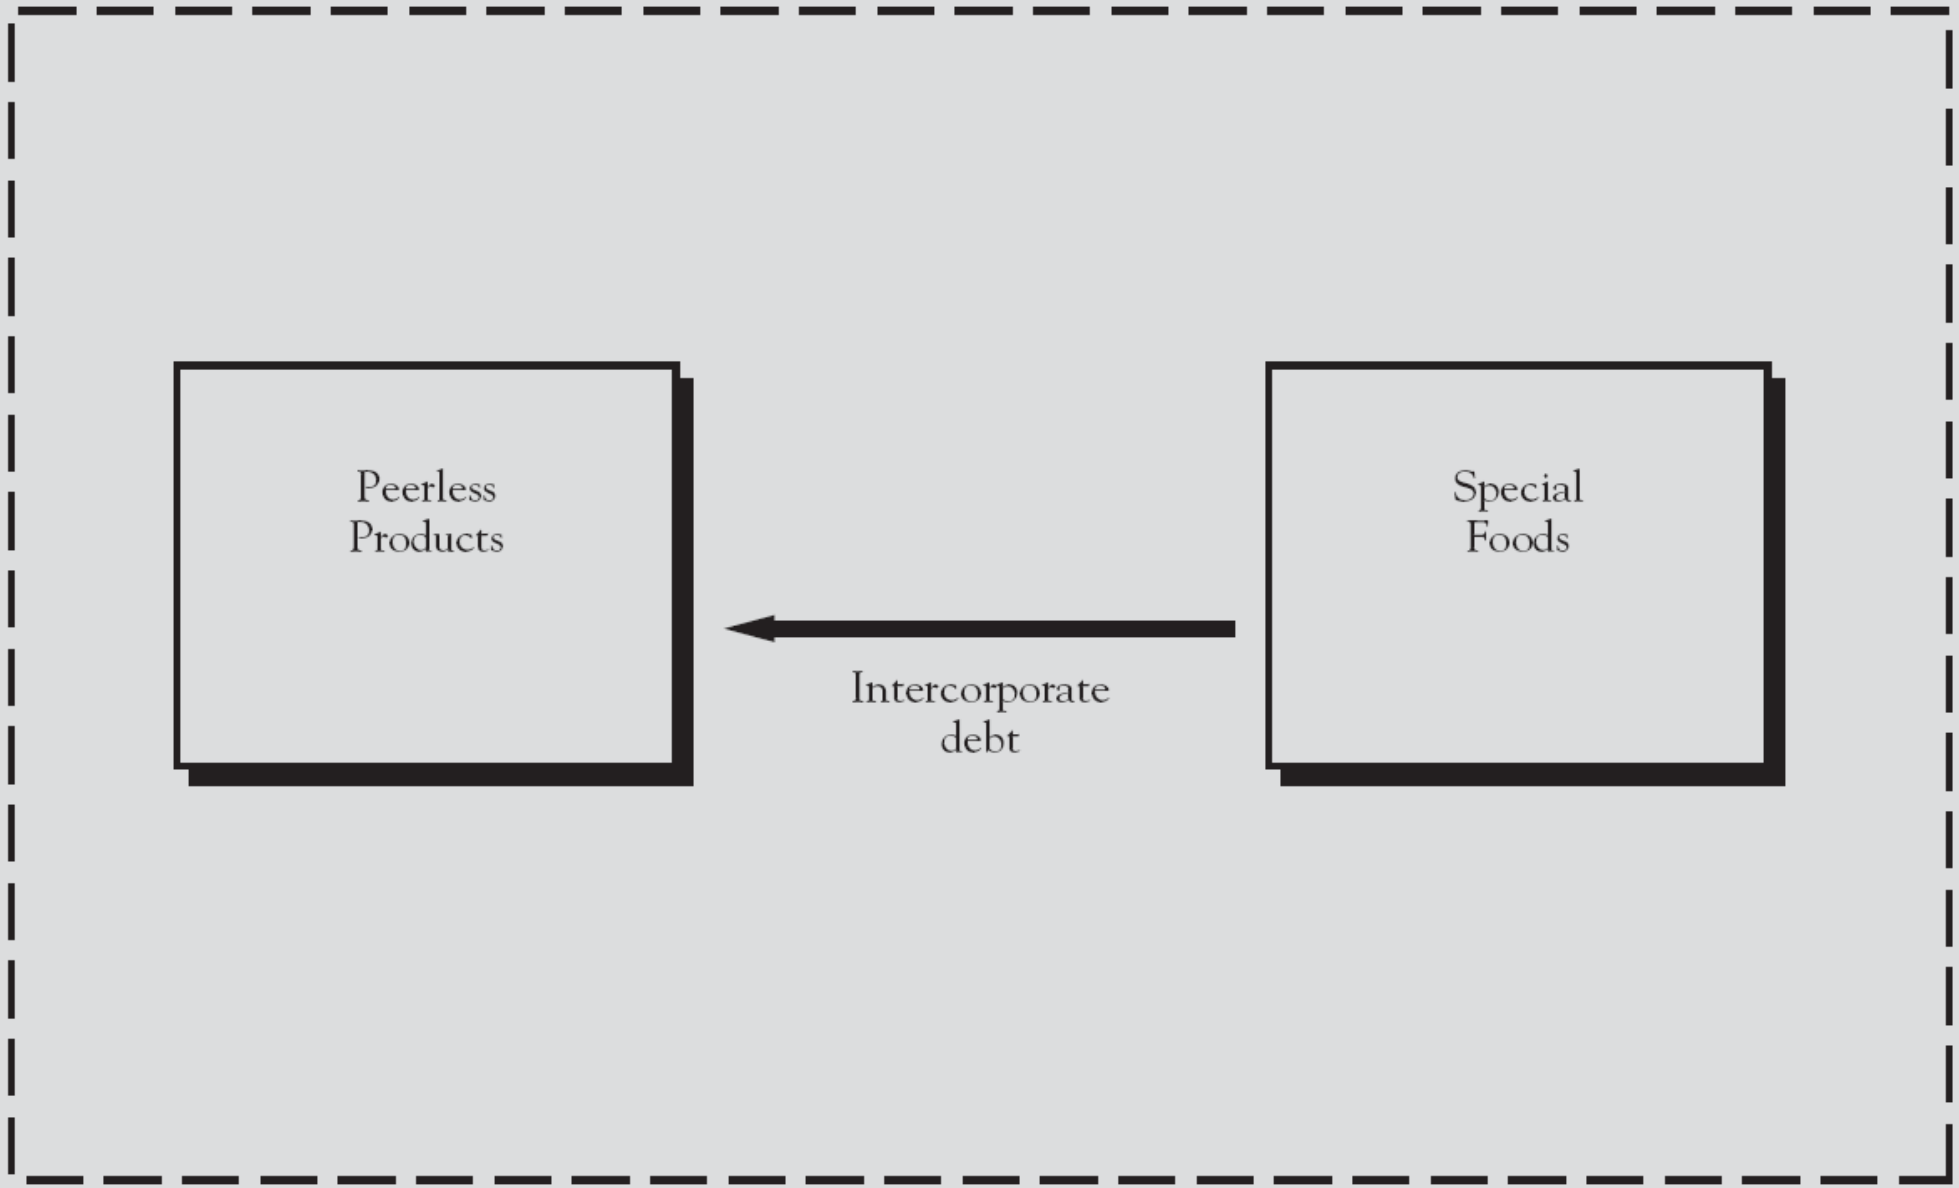 Peerless
Products
Special
Foods
Intercorporate
debt